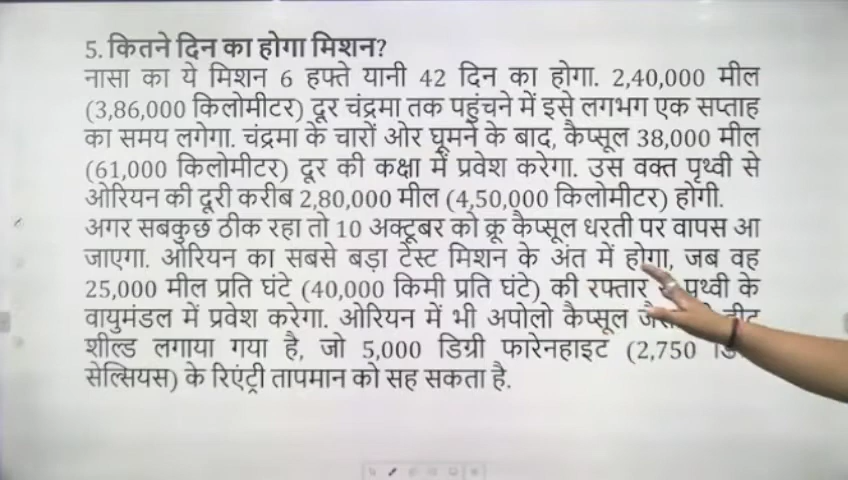 5. कितने दिन का होगा मिशन?
नासा का ये मिशन 6 हफ्ते यानी 42 दिन का होगा. 2,40,000 मील
(3,86,000 किलोमीटर) दूर चंद्रमा तक पहुंचने में इसे लगभग एक सप्ताह
का समय लगेगा. चंद्रमा के चारों ओर घूमने के बाद, कैप्सूल 38,000 मील
(61,000 किलोमीटर) दूर की कक्षा में प्रवेश करेगा. उस वक्त पृथ्वी से
ओरियन की दूरी करीब 2,80,000 मील (4,50,000 किलोमीटर) होगी.
अगर सबकुछ ठीक रहा तो 10 अक्टूबर को क्रू कैप्सूल धरती पर वापस आ
जाएगा. ओरियन का सबसे बड़ा टेस्ट मिशन के अंत में होगा, जब वह
25,000 मील प्रति घंटे (40,000 किमी प्रति घंटे) की रफ्तार पृथ्वी के
वायुमंडल में प्रवेश करेगा. ओरियन में भी अपोलो कैप्सूल
शील्ड लगाया गया है, जो 5,000 डिग्री फारेनहाइट (2,750
सेल्सियस) के रिएंट्री तापमान को सह सकता है.